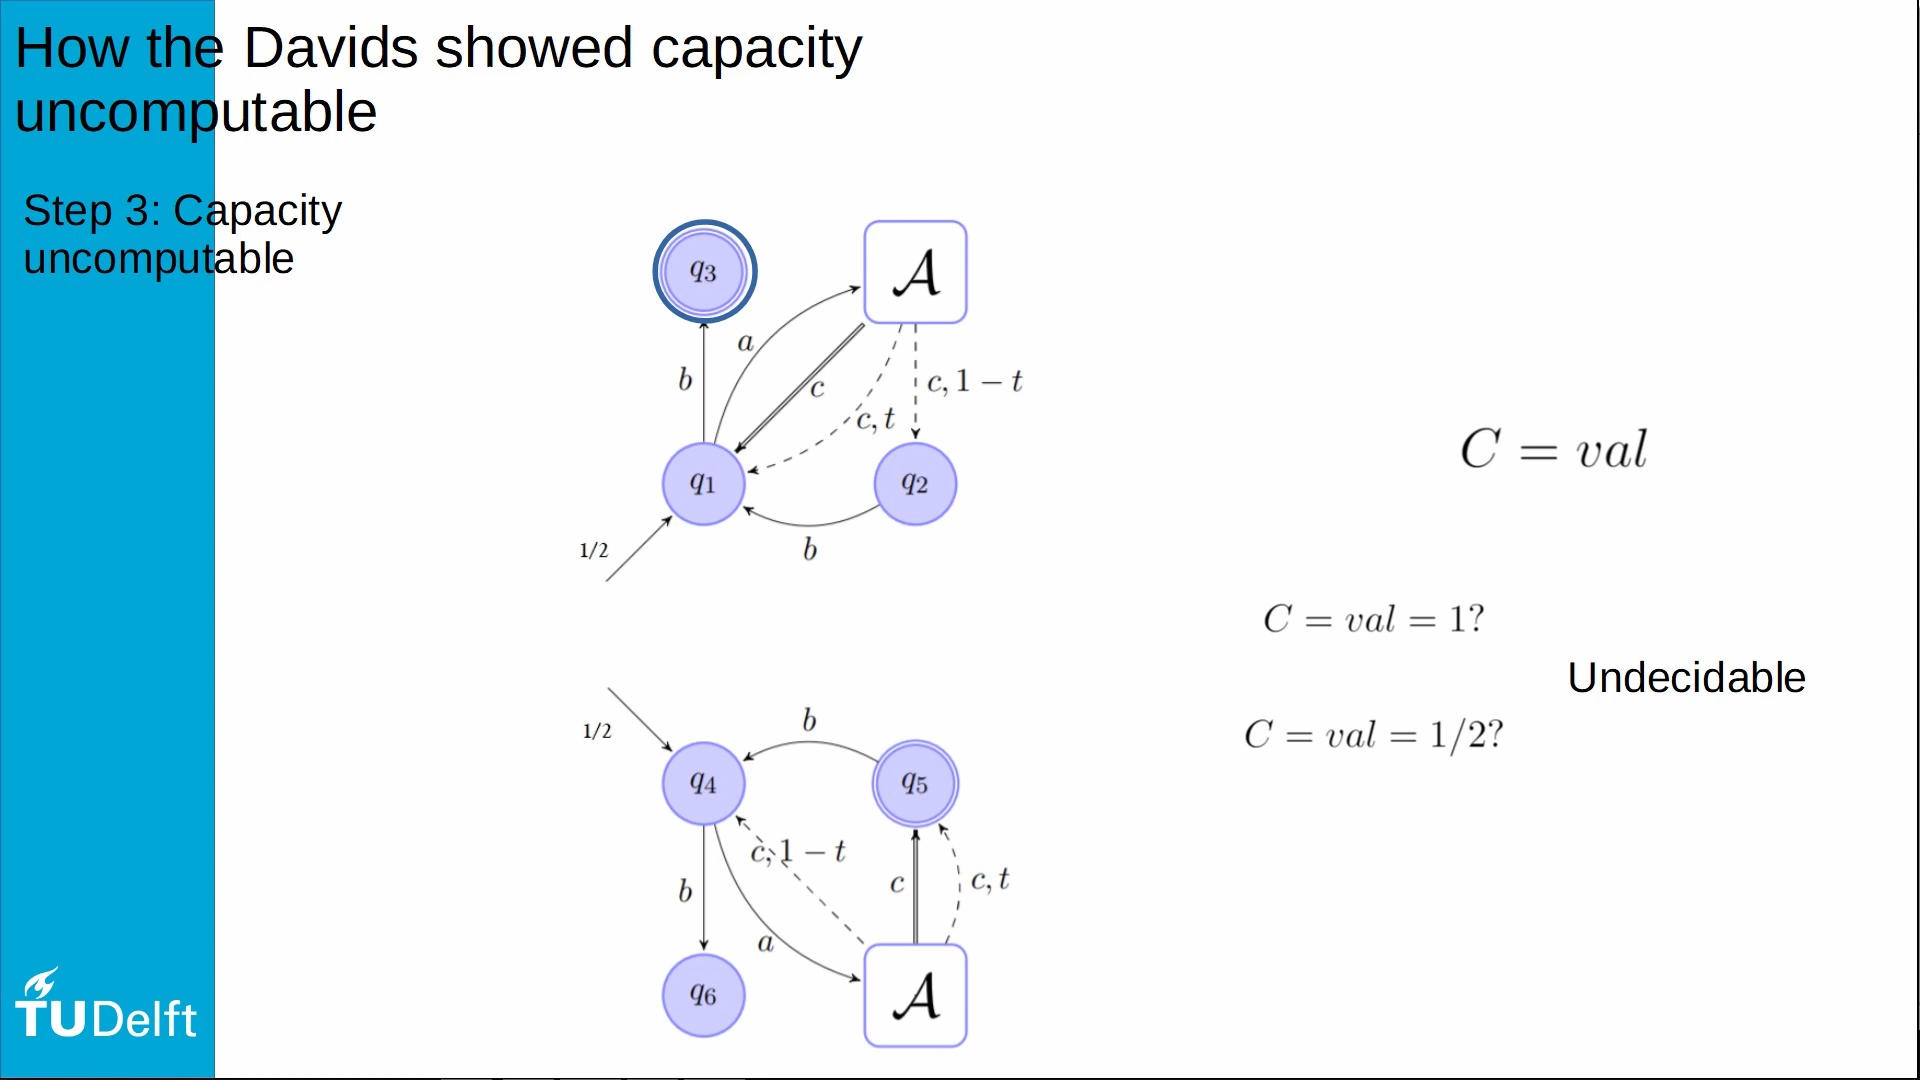 How the Davids showed capacity
uncomputable
Step 3: Capacity
uncomputable
q3
𝒜
a
b
c
c, 1 − t
c, t
q1
q2
1/2
b
C = val
C = val = 1?
Undecidable
C = val = 1/2?
1/2
b
q4
q5
c, 1 − t
b
c
c, t
a
q6
𝒜
TUDelft